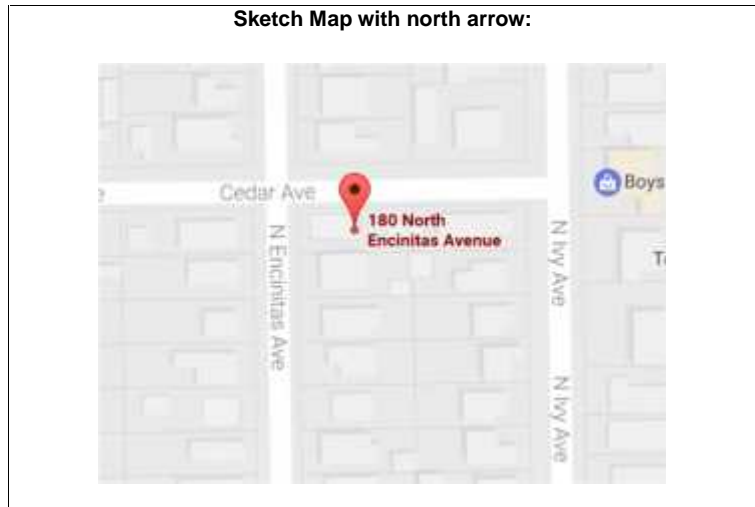 Sketch Map with north arrow:
Cedar Ave
Boys
180 North
Encinitas Avenue
N Encinitas Ave
N Ivy Ave
N Ivy Ave